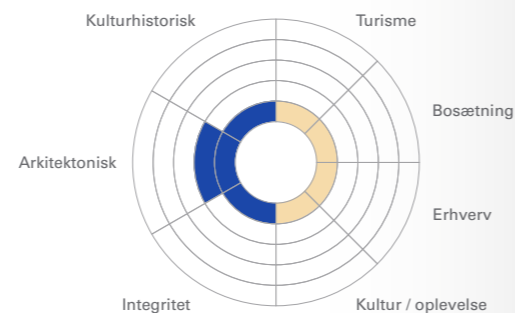 Kulturhistorisk
Turisme
Bosætning
Arkitektonisk
Erhverv
Integritet
Kultur / oplevelse